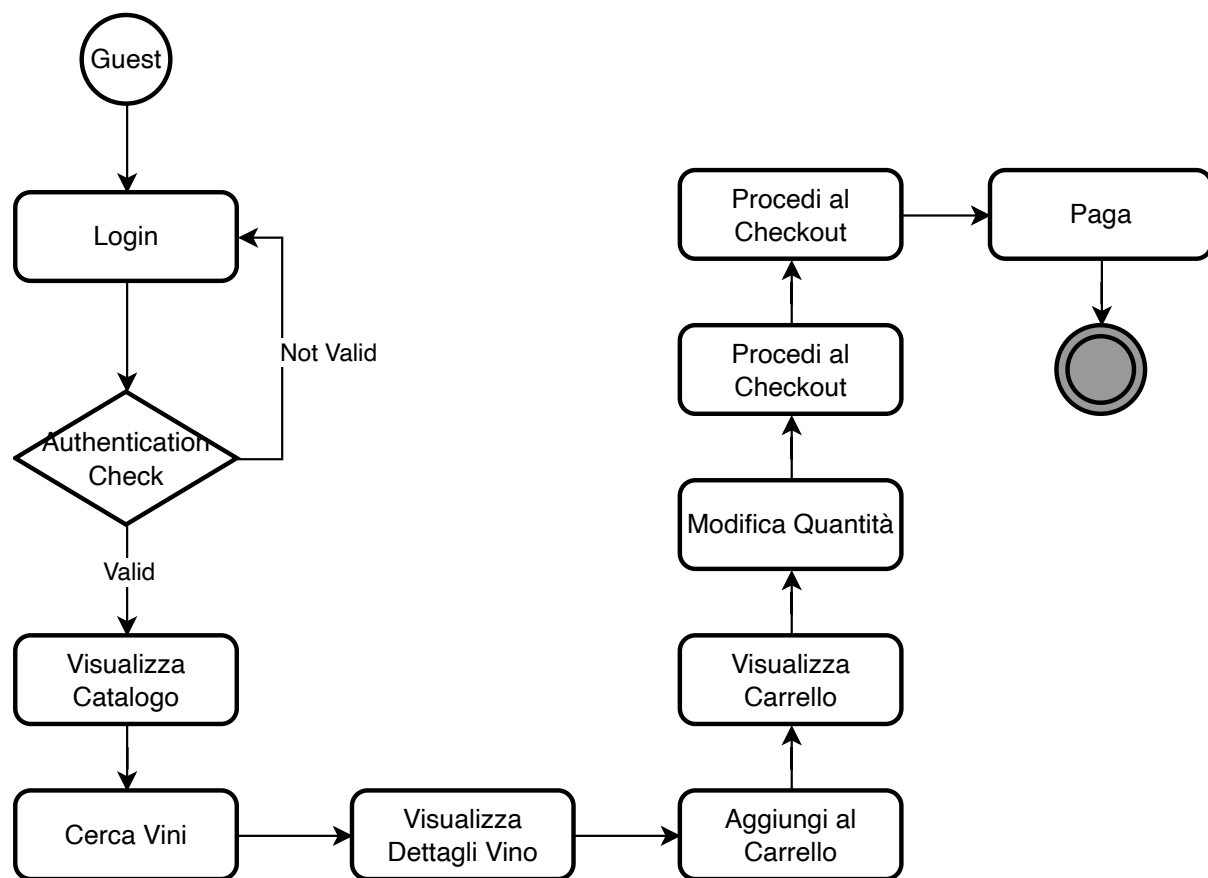 Guest
Login
Not Valid
Authentication
Check
Valid
Visualizza
Catalogo
Cerca Vini
Visualizza
Dettagli Vino
Aggiungi al
Carrello
Visualizza
Carrello
Modifica Quantità
Procedi al
Checkout
Procedi al
Checkout
Paga